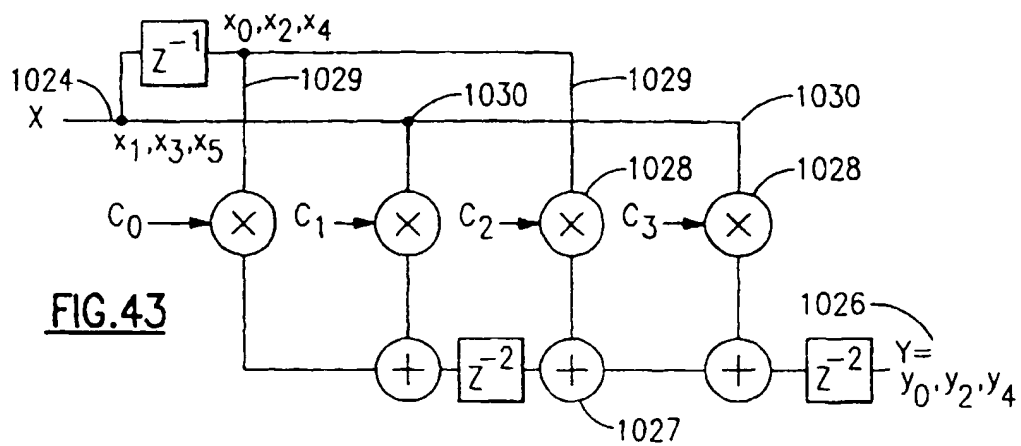 x0, x2, x4
Z-1
1024
1029
1030
1029
1030
X
x1, x3, x5
1028
1028
C0
C1
C2
C3
×
×
×
×
FIG.43
1026
+
Z-2
+
+
Z-2
Y=
y0, y2, y4
1027